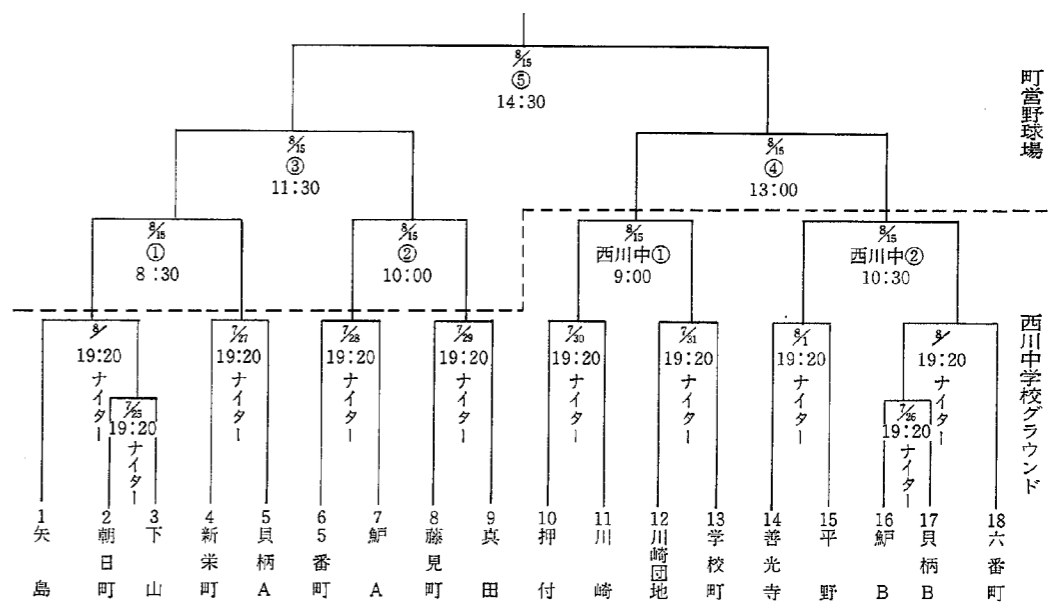 8/15
⑤
14:30
町営野球場
8/15
③
11:30
8/15
④
13:00
8/15
①
8:30
8/15
②
10:00
8/15
西川中①
9:00
8/15
西川中②
10:30
西川中学校グラウンド
8/
19:20
ナイター
7/27
19:20
ナイター
7/28
19:20
ナイター
7/29
19:20
ナイター
7/30
19:20
ナイター
7/31
19:20
ナイター
8/1
19:20
ナイター
8/
19:20
ナイター
7/25
19:20
ナイター
7/26
19:20
ナイター
1 矢島
2 朝日町
3 下山
4 新栄町
5 貝柄A
6 5番町
7 鱸A
8 藤見町
9 真田
10 押付
11 川崎
12 川崎団地
13 学校町
14 善光寺
15 平野
16 鱸B
17 貝柄B
18 六番町